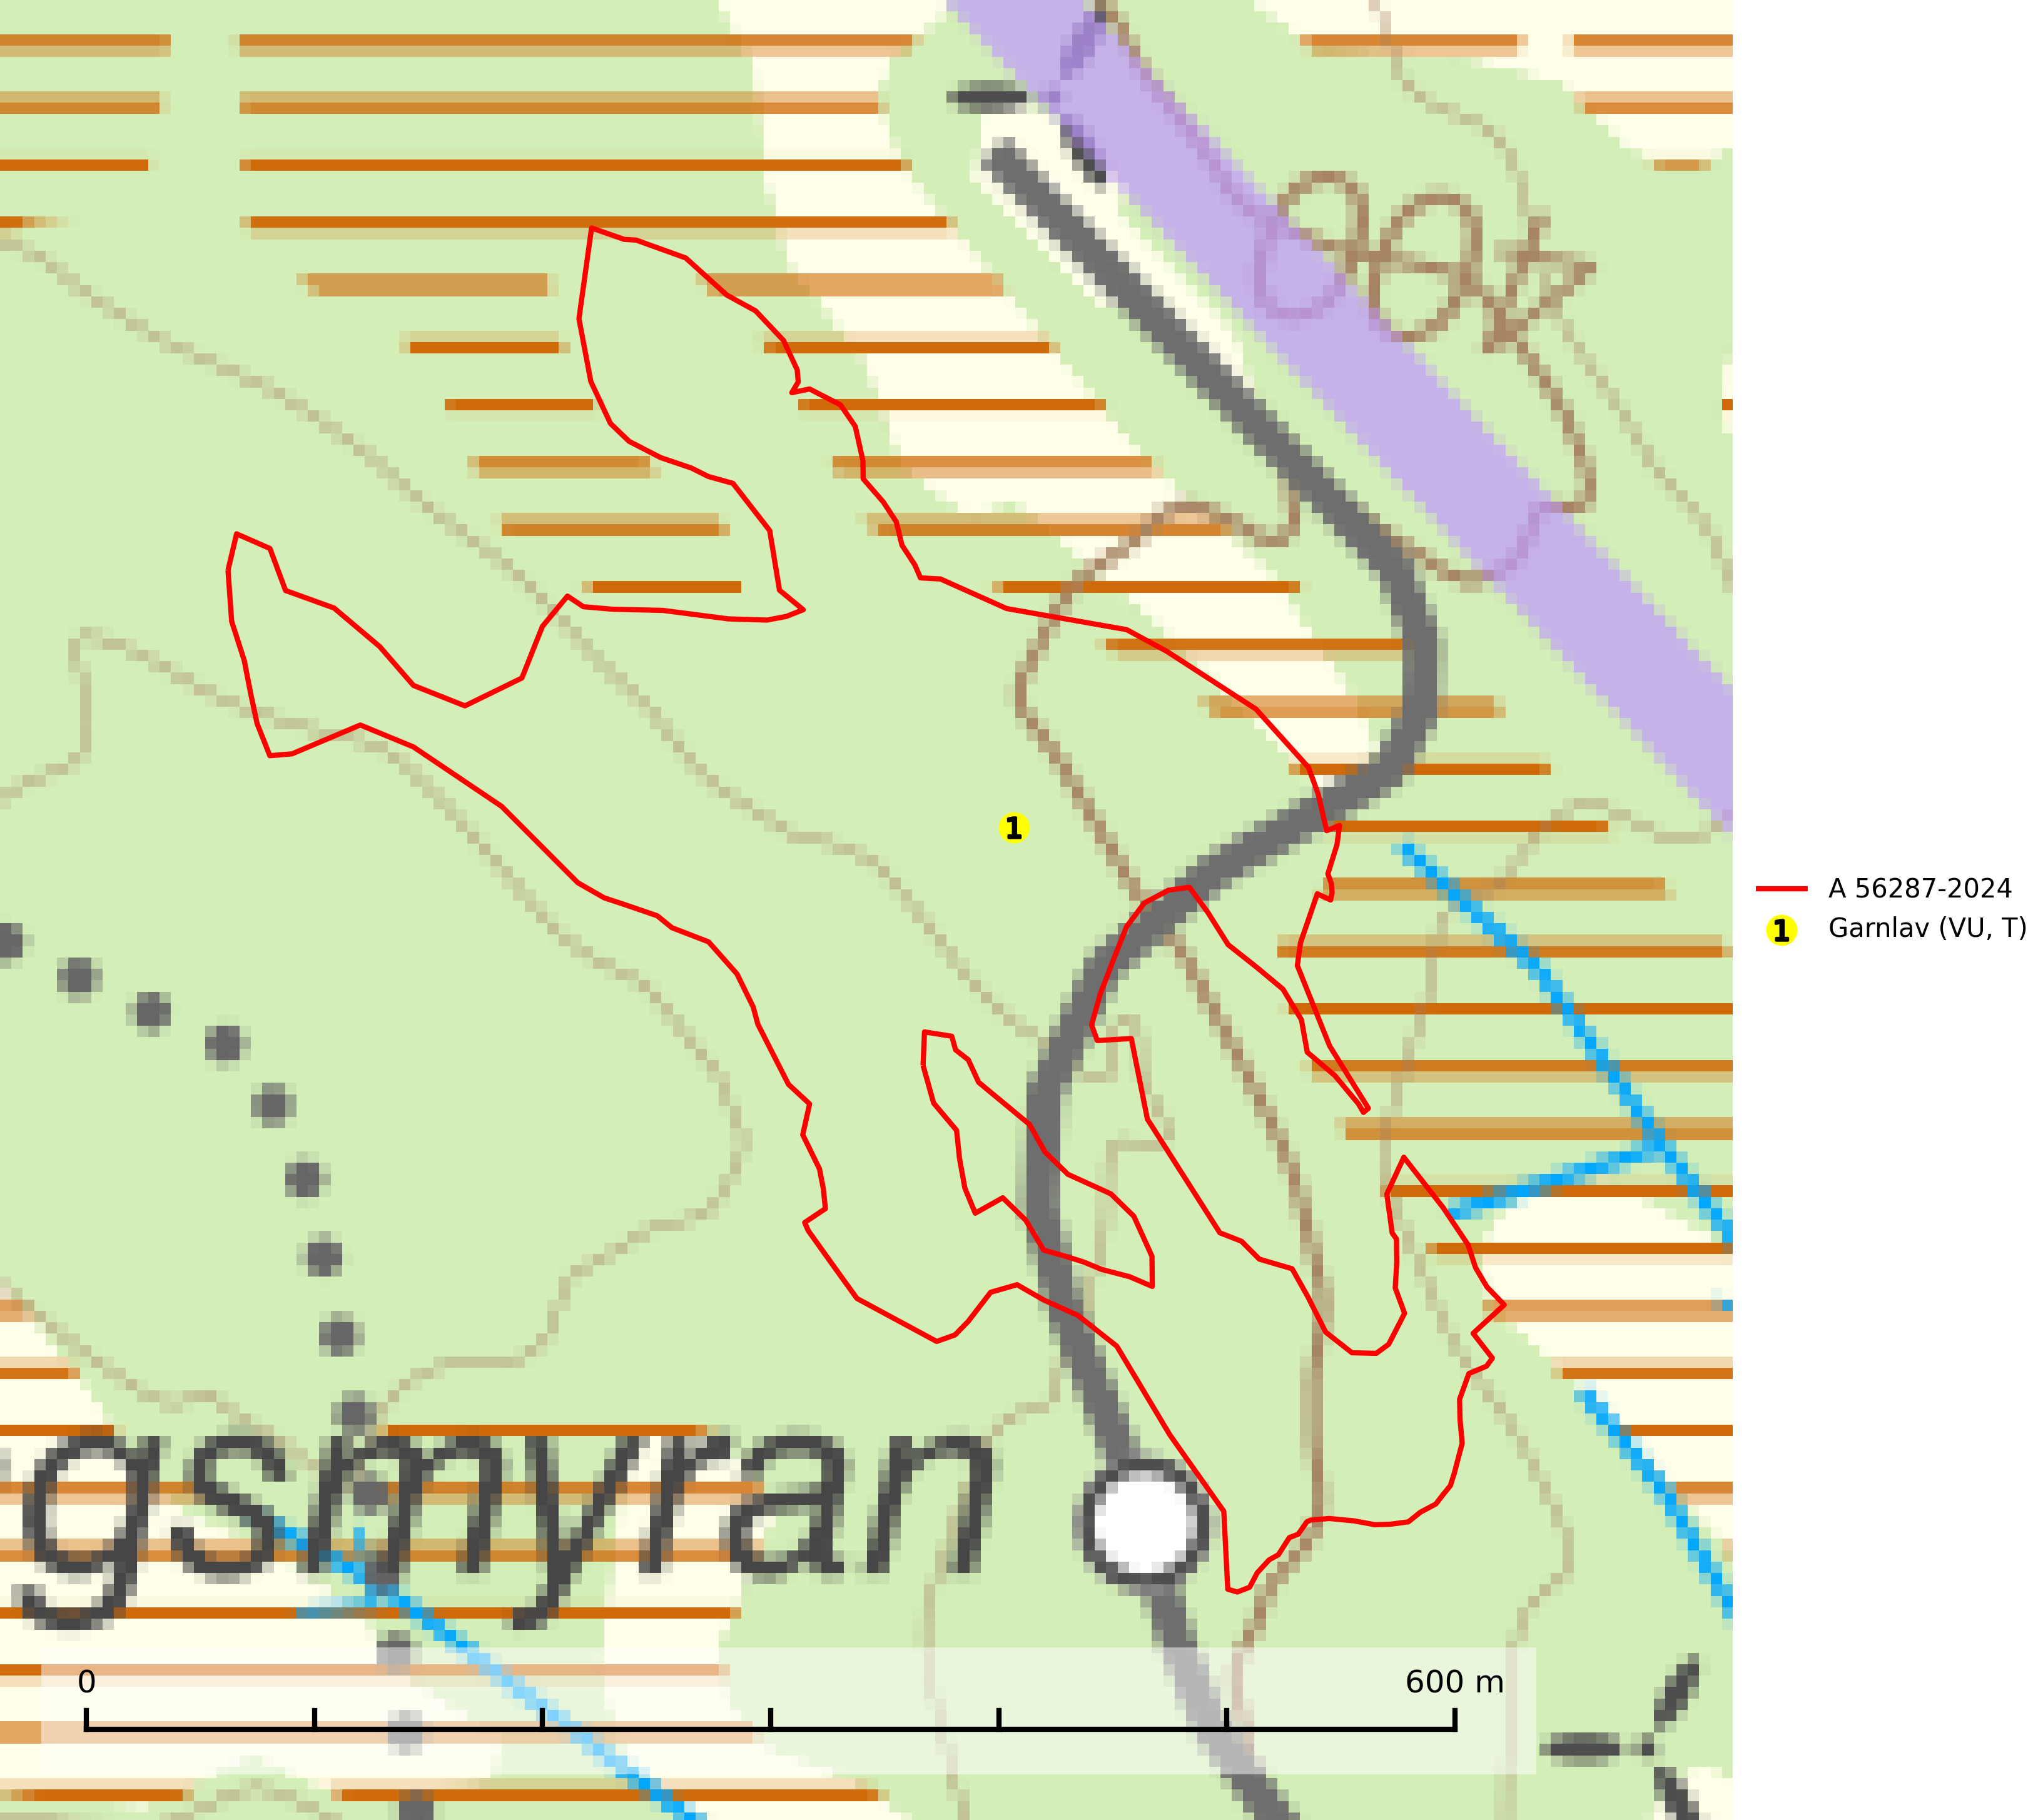 1
gsmyran
0 600 m
A 56287-2024
1 Garnlav (VU, T)